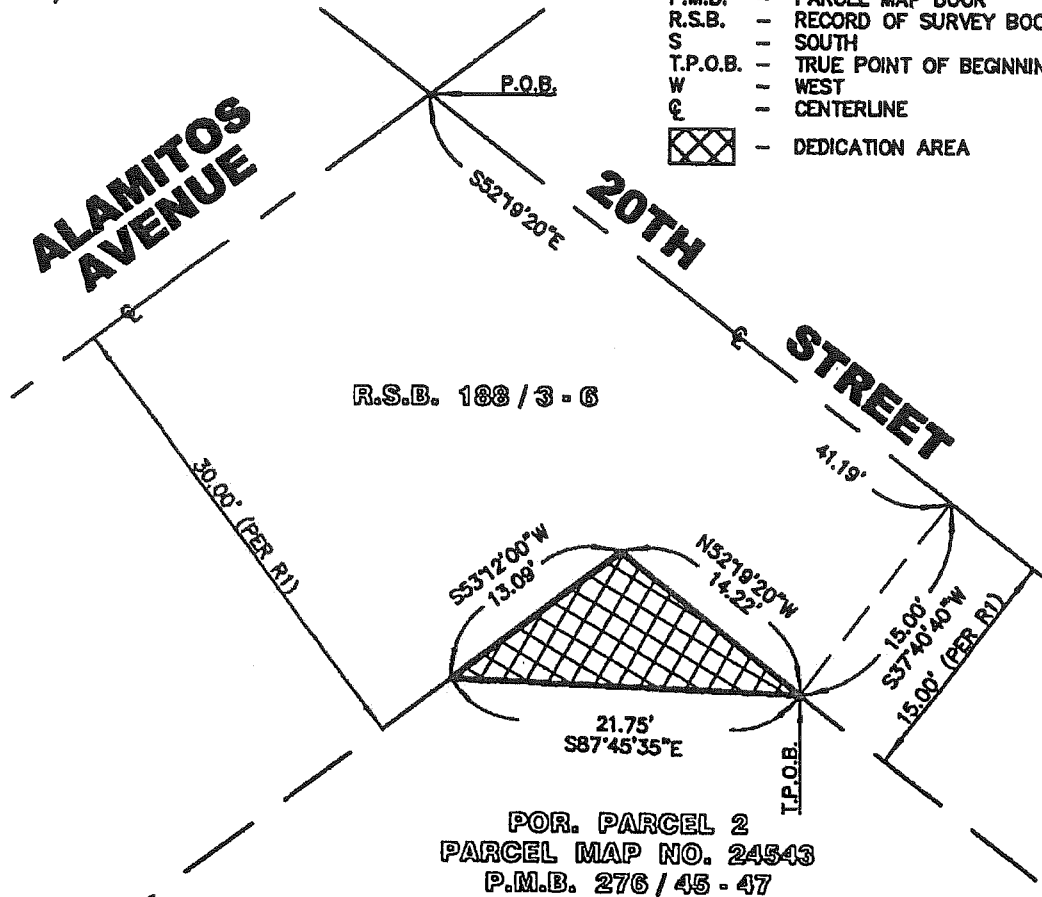 P.M.B. - PARCEL MAP BOOK
R.S.B. - RECORD OF SURVEY BOO
S - SOUTH
T.P.O.B. - TRUE POINT OF BEGINNIN
W - WEST
℄ - CENTERLINE
- DEDICATION AREA
P.O.B.
ALAMITOS
AVENUE
S52°19'20"E
20TH
STREET
℄
℄
R.S.B. 188 / 3 - 6
41.19'
30.00' (PER R1)
S53°12'00"W
13.09'
N52°19'20"W
14.22'
15.00'
S37°40'40"W
15.00' (PER R1)
21.75'
S87°45'35"E
T.P.O.B.
POR. PARCEL 2
PARCEL MAP NO. 24543
P.M.B. 276 / 45 - 47